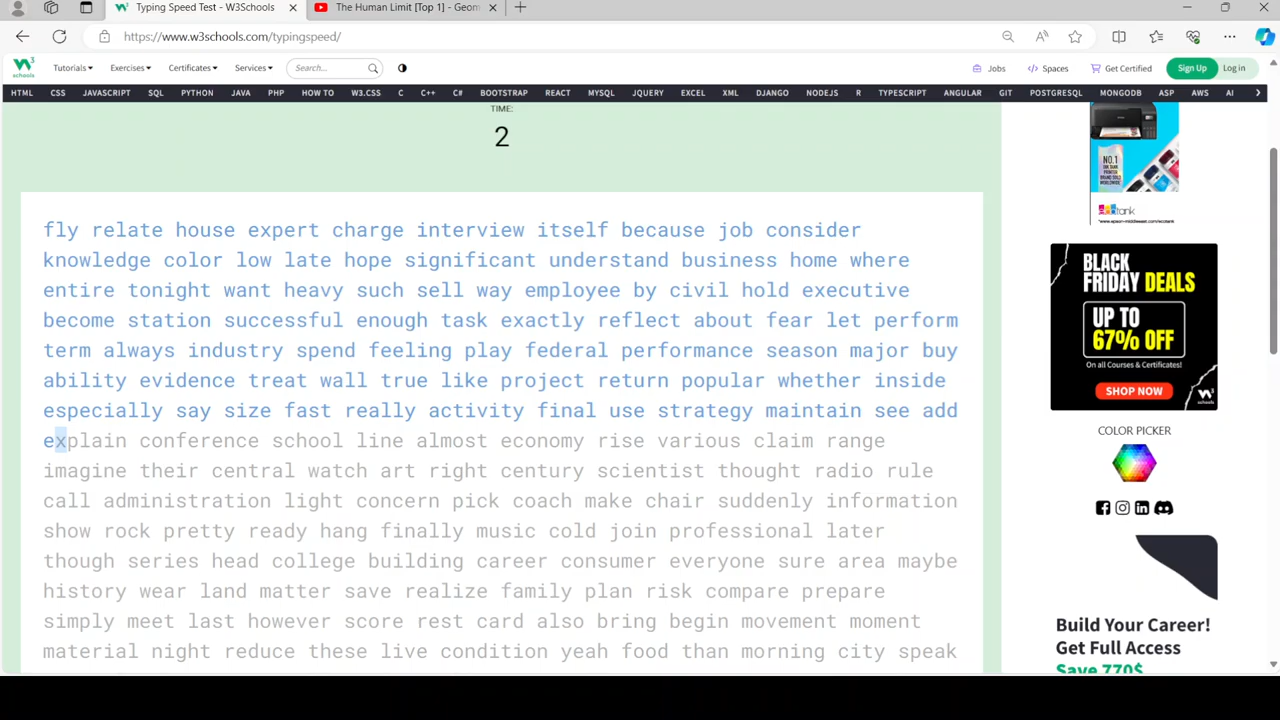 Typing Speed Test - W3Schools
The Human Limit [Top 1] - Geom
https://www.w3schools.com/typingspeed/
W3
schools
Tutorials
Exercises
Certificates
Services
Search...
Jobs
Spaces
Get Certified
Sign Up
Log in
HTML CSS JAVASCRIPT SQL PYTHON JAVA PHP HOW TO W3.CSS C C++ C# BOOTSTRAP REACT MYSQL JQUERY EXCEL XML DJANGO NODEJS R TYPESCRIPT ANGULAR GIT POSTGRESQL MONGODB ASP AWS AI
TIME:
2
fly relate house expert charge interview itself because job consider
knowledge color low late hope significant understand business home where
entire tonight want heavy such sell way employee by civil hold executive
become station successful enough task exactly reflect about fear let perform
term always industry spend feeling play federal performance season major buy
ability evidence treat wall true like project return popular whether inside
especially say size fast really activity final use strategy maintain see add
explain conference school line almost economy rise various claim range
imagine their central watch art right century scientist thought radio rule
call administration light concern pick coach make chair suddenly information
show rock pretty ready hang finally music cold join professional later
though series head college building career consumer everyone sure area maybe
history wear land matter save realize family plan risk compare prepare
simply meet last however score rest card also bring begin movement moment
material night reduce these live condition yeah food than morning city speak
NO.1
BLACK
FRIDAY DEALS
UP TO
67% OFF
On all Courses & Certificates!
SHOP NOW
COLOR PICKER
Build Your Career!
Get Full Access
Save 770$